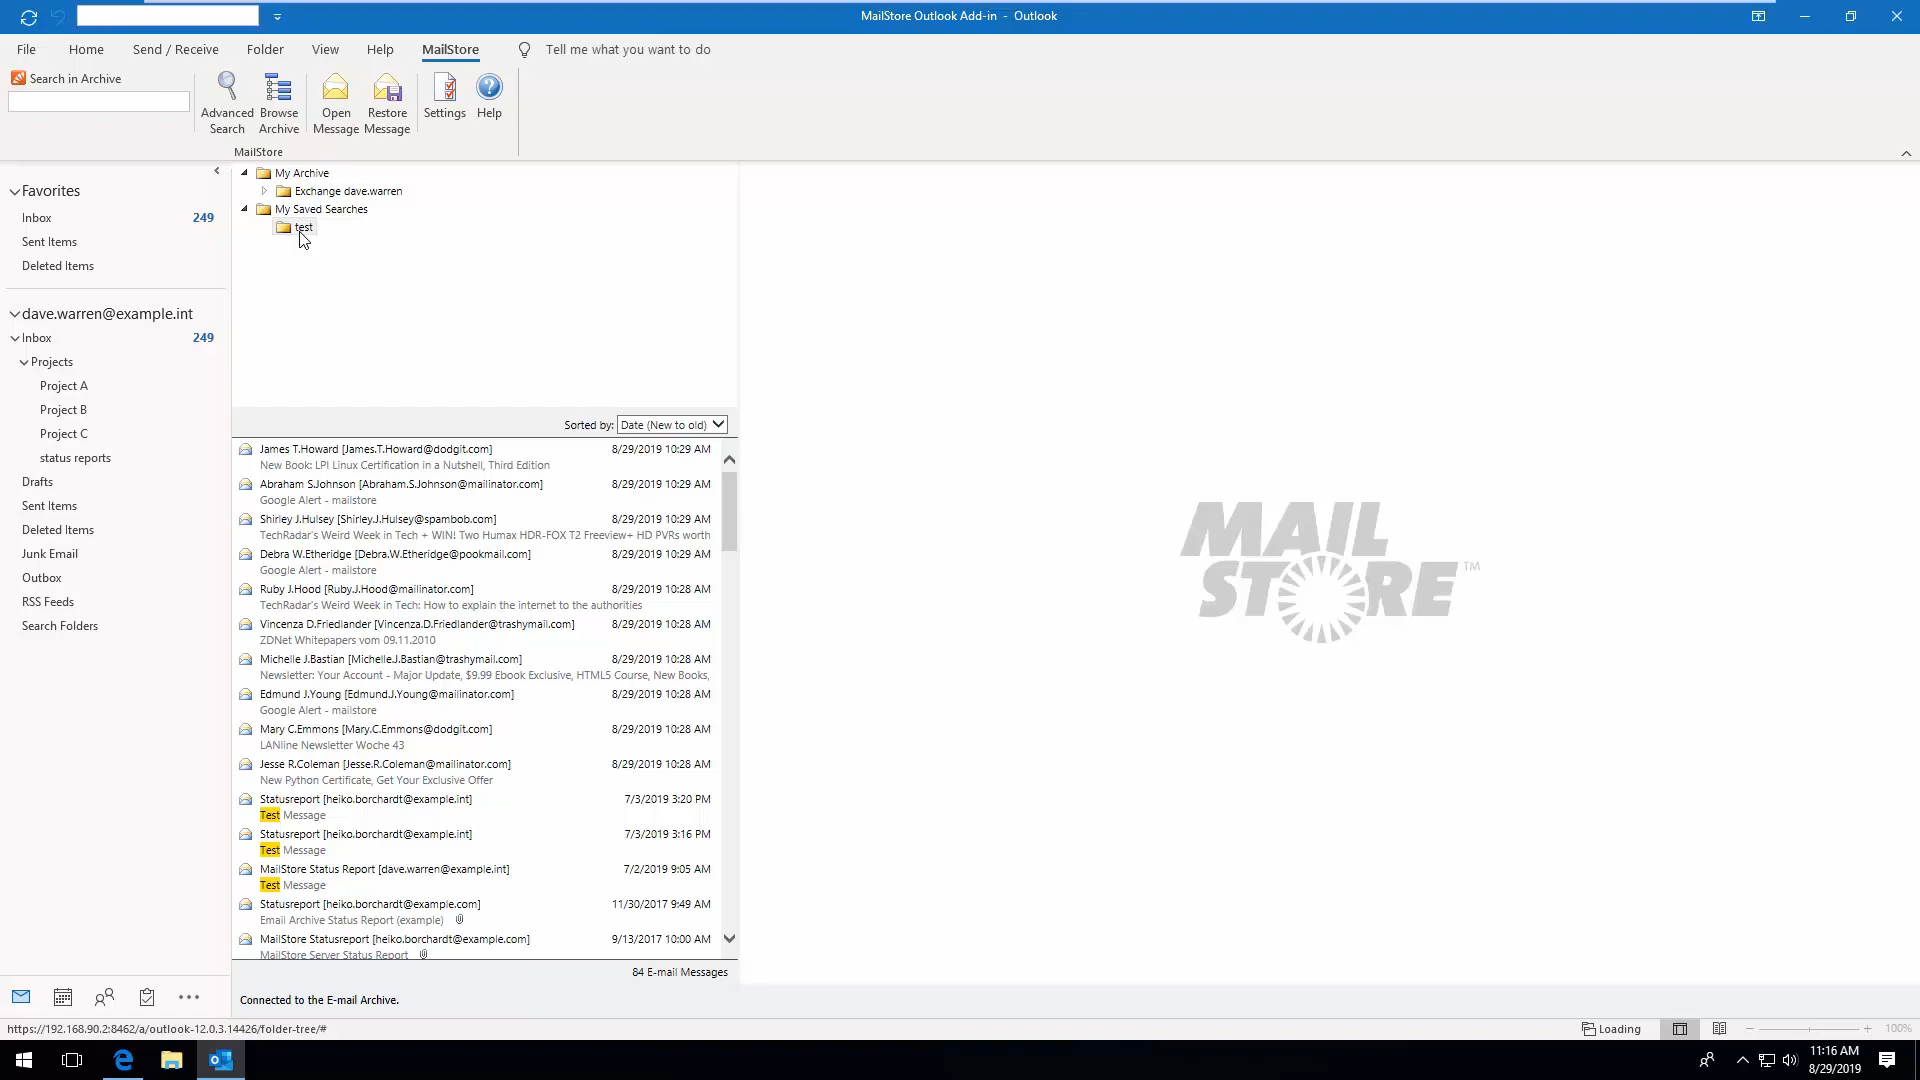 MailStore Outlook Add-in - Outlook
File Home Send / Receive Folder View Help MailStore Tell me what you want to do
Search in Archive
Advanced Search
Browse Archive
Open Message
Restore Message
Settings
Help
MailStore
Favorites
Inbox 249
Sent Items
Deleted Items
dave.warren@example.int
Inbox 249
Projects
Project A
Project B
Project C
status reports
Drafts
Sent Items
Deleted Items
Junk Email
Outbox
RSS Feeds
Search Folders
My Archive
Exchange dave.warren
My Saved Searches
test
Sorted by: Date (New to old)
James T.Howard [James.T.Howard@dodgit.com] 8/29/2019 10:29 AM
New Book: LPI Linux Certification in a Nutshell, Third Edition
Abraham S.Johnson [Abraham.S.Johnson@mailinator.com] 8/29/2019 10:29 AM
Google Alert - mailstore
Shirley J.Hulsey [Shirley.J.Hulsey@spambob.com] 8/29/2019 10:29 AM
TechRadar's Weird Week in Tech + WIN! Two Humax HDR-FOX T2 Freeview+ HD PVRs worth
Debra W.Etheridge [Debra.W.Etheridge@pookmail.com] 8/29/2019 10:29 AM
Google Alert - mailstore
Ruby J.Hood [Ruby.J.Hood@mailinator.com] 8/29/2019 10:28 AM
TechRadar's Weird Week in Tech: How to explain the internet to the authorities
Vincenza D.Friedlander [Vincenza.D.Friedlander@trashymail.com] 8/29/2019 10:28 AM
ZDNet Whitepapers vom 09.11.2010
Michelle J.Bastian [Michelle.J.Bastian@trashymail.com] 8/29/2019 10:28 AM
Newsletter: Your Account - Major Update, $9.99 Ebook Exclusive, HTML5 Course, New Books,
Edmund J.Young [Edmund.J.Young@mailinator.com] 8/29/2019 10:28 AM
Google Alert - mailstore
Mary C.Emmons [Mary.C.Emmons@dodgit.com] 8/29/2019 10:28 AM
LANline Newsletter Woche 43
Jesse R.Coleman [Jesse.R.Coleman@mailinator.com] 8/29/2019 10:28 AM
New Python Certificate, Get Your Exclusive Offer
Statusreport [heiko.borchardt@example.int] 7/3/2019 3:20 PM
Test Message
Statusreport [heiko.borchardt@example.int] 7/3/2019 3:16 PM
Test Message
MailStore Status Report [dave.warren@example.int] 7/2/2019 9:05 AM
Test Message
Statusreport [heiko.borchardt@example.com] 11/30/2017 9:49 AM
Email Archive Status Report (example)
MailStore Statusreport [heiko.borchardt@example.com] 9/13/2017 10:00 AM
MailStore Server Status Report
84 E-mail Messages
Connected to the E-mail Archive.
MAIL
STORE™
https://192.168.90.2:8462/a/outlook-12.0.3.14426/folder-tree/#
Loading
100%
11:16 AM
8/29/2019